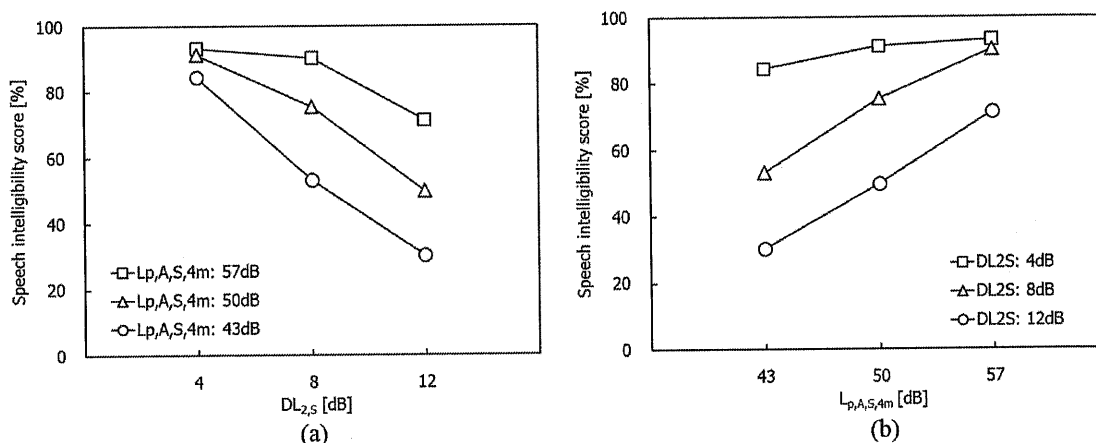 100
80
60
40
20
0
Speech intelligibility score [%]
Lp,A,S,4m: 57dB
Lp,A,S,4m: 50dB
Lp,A,S,4m: 43dB
4 8 12
DL2,S [dB]
(a)
100
80
60
40
20
0
Speech intelligibility score [%]
DL2S: 4dB
DL2S: 8dB
DL2S: 12dB
43 50 57
Lp,A,S,4m [dB]
(b)